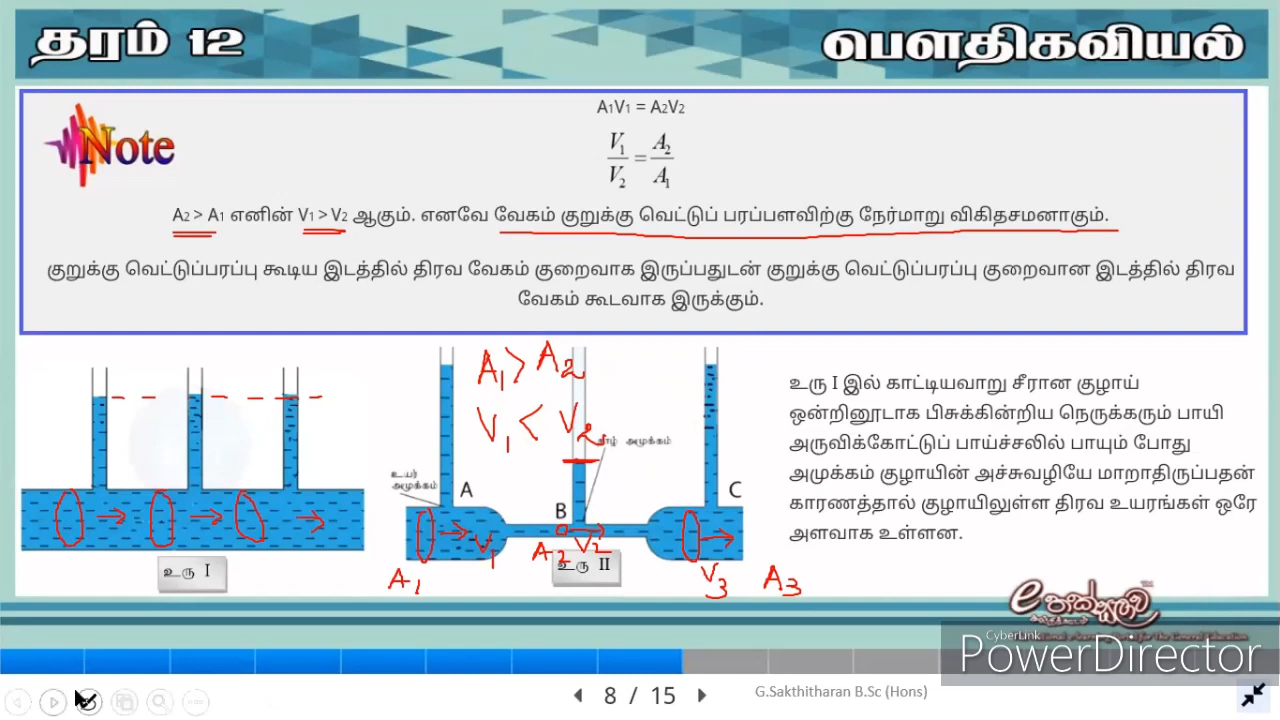 தரம் 12
பௌதிகவியல்
Note
A1V1 = A2V2
V1/V2 = A2/A1
A2 > A1 எனின் V1 > V2 ஆகும். எனவே வேகம் குறுக்கு வெட்டுப் பரப்பளவிற்கு நேர்மாறு விகிதசமனாகும்.
குறுக்கு வெட்டுப்பரப்பு கூடிய இடத்தில் திரவ வேகம் குறைவாக இருப்பதுடன் குறுக்கு வெட்டுப்பரப்பு குறைவான இடத்தில் திரவ
வேகம் கூடவாக இருக்கும்.
A1 > A2
V1 < V2
அமுக்கம்
உயர்
அமுக்கம்
A
B
C
V1
A2
V2
A1
V3
A3
உரு I
உரு II
உரு I இல் காட்டியவாறு சீரான குழாய்
ஒன்றினூடாக பிசுக்கின்றிய நெருக்கரும் பாயி
அருவிக்கோட்டுப் பாய்ச்சலில் பாயும் போது
அமுக்கம் குழாயின் அச்சுவழியே மாறாதிருப்பதன்
காரணத்தால் குழாயிலுள்ள திரவ உயரங்கள் ஒரே
அளவாக உள்ளன.
e தக்சலாவ
CyberLink
PowerDirector
8 / 15
G.Sakthitharan B.Sc (Hons)